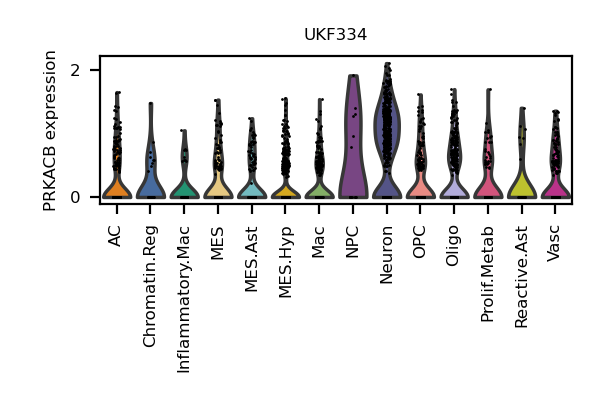 UKF334
PRKACB expression
2
0
AC
Chromatin.Reg
Inflammatory.Mac
MES
MES.Ast
MES.Hyp
Mac
NPC
Neuron
OPC
Oligo
Prolif.Metab
Reactive.Ast
Vasc